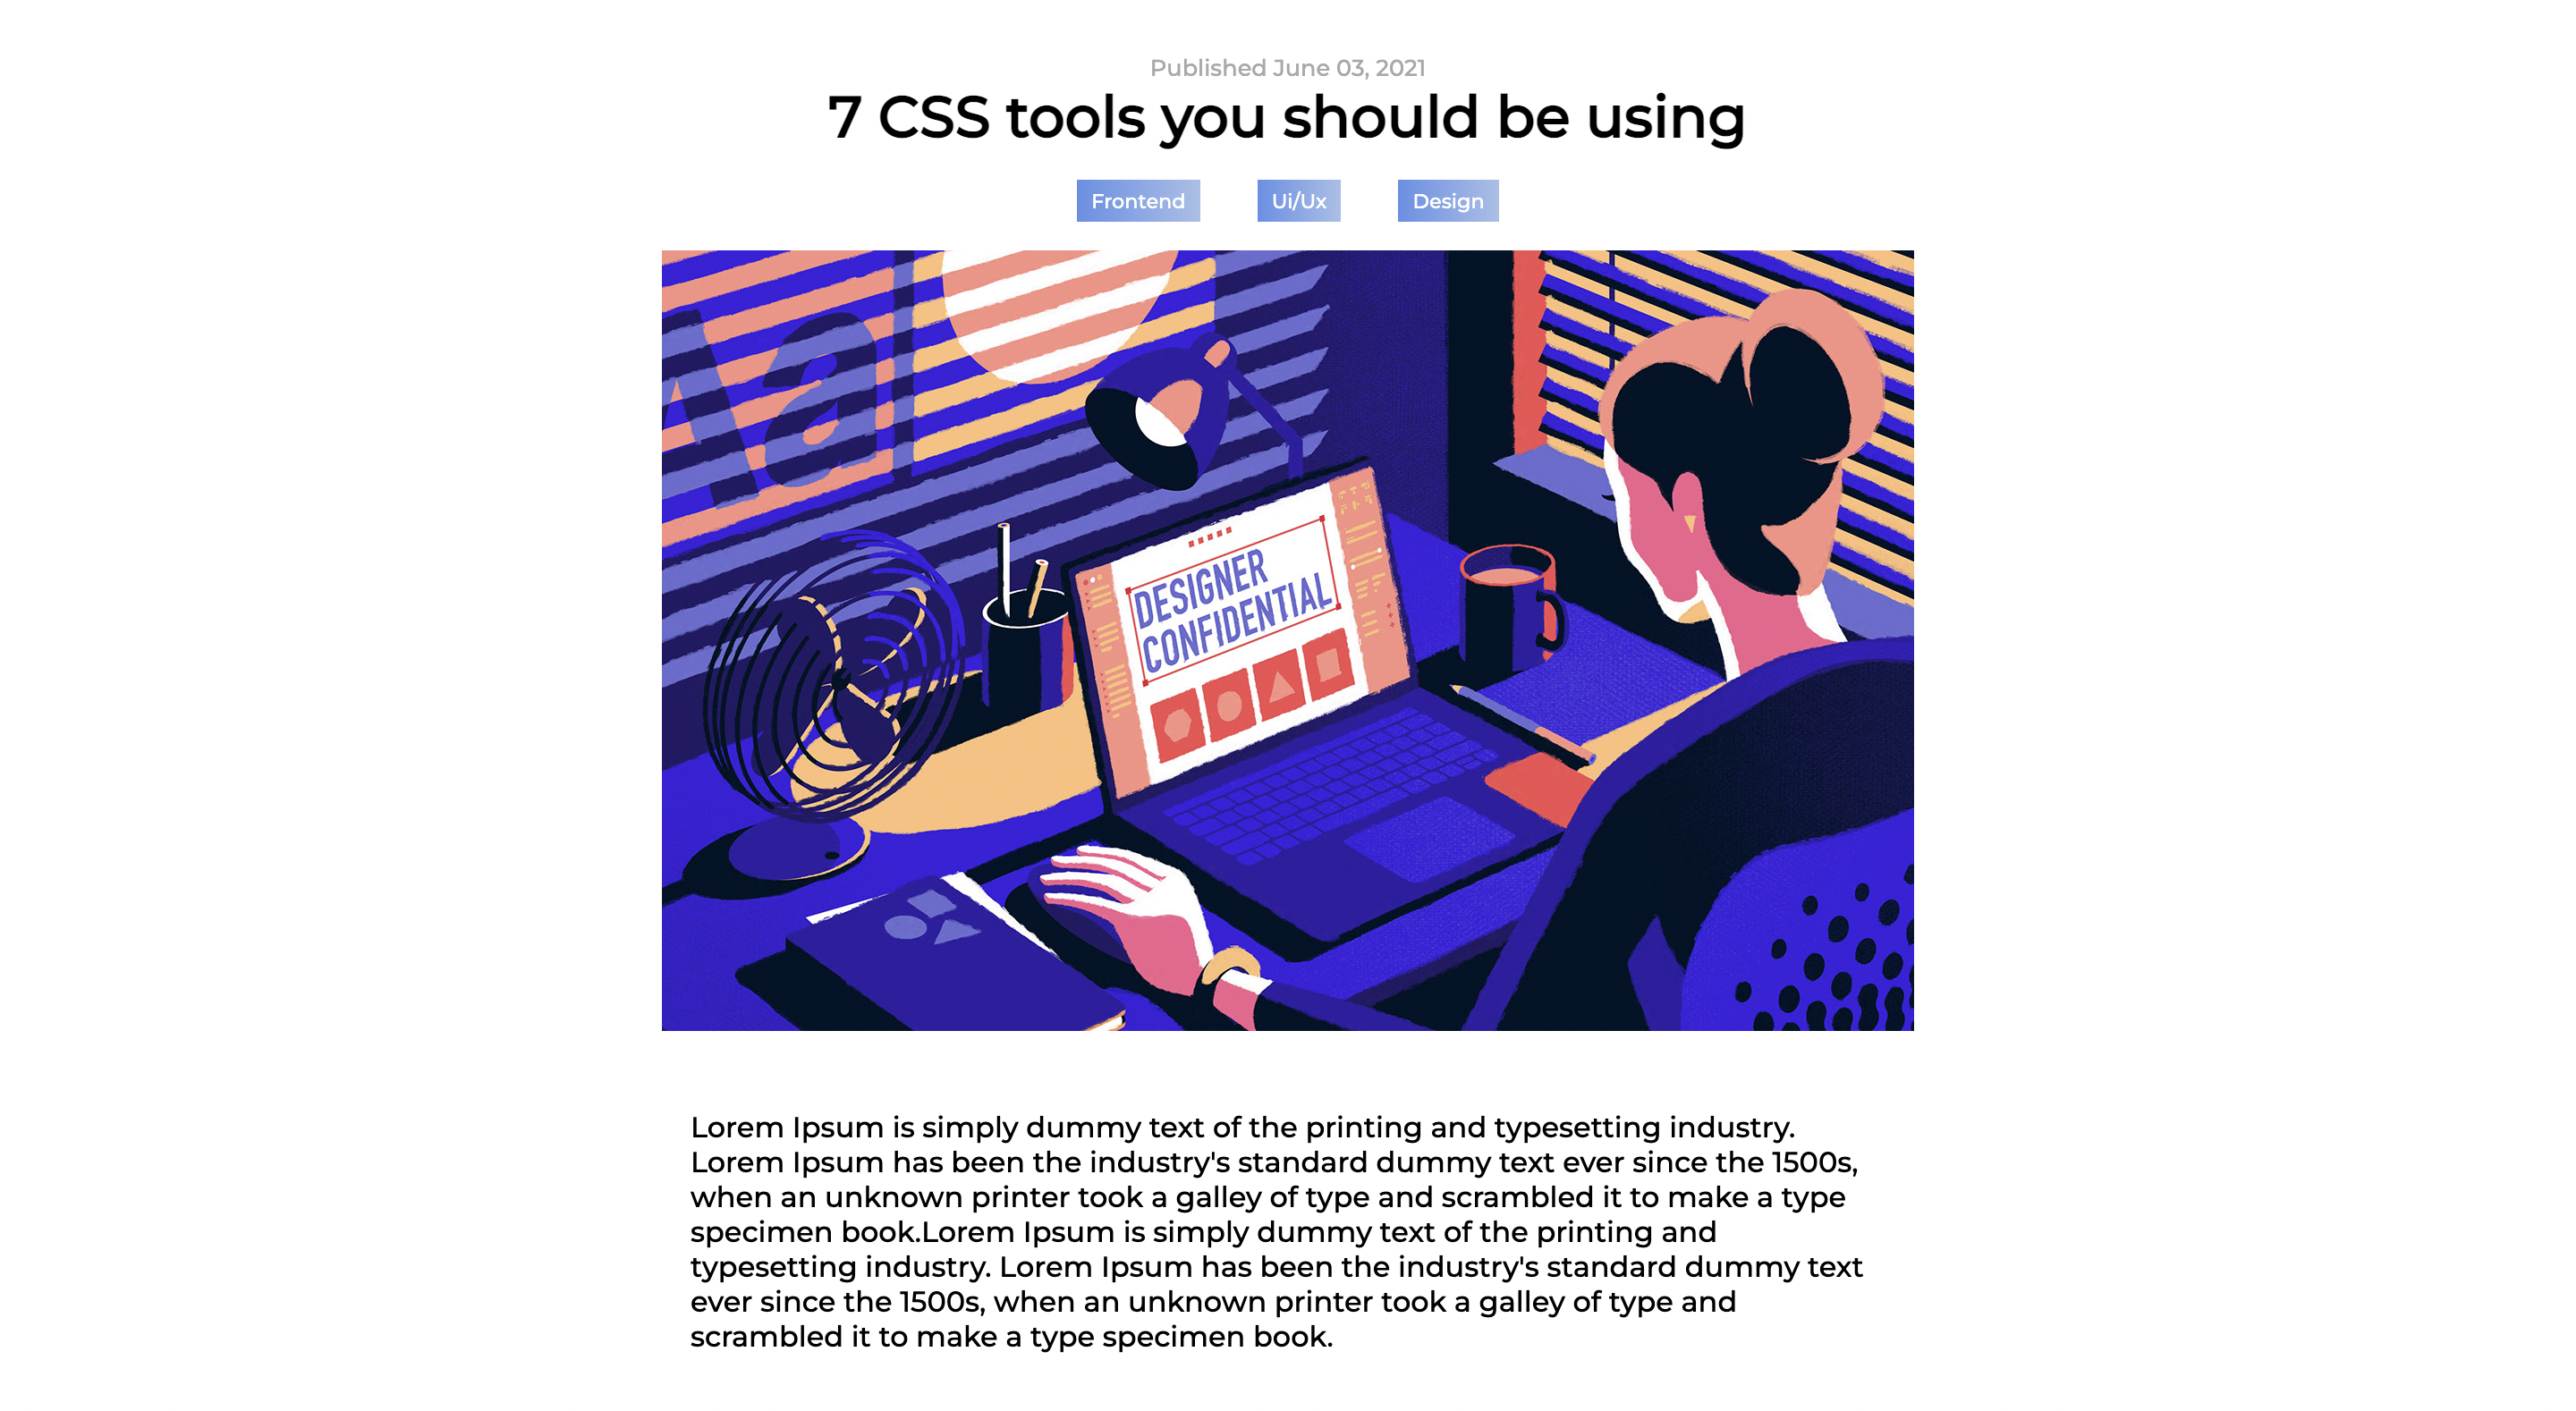 Published June 03, 2021
7 CSS tools you should be using
Frontend Ui/Ux Design
Aa
DESIGNER
CONFIDENTIAL
Lorem Ipsum is simply dummy text of the printing and typesetting industry.
Lorem Ipsum has been the industry's standard dummy text ever since the 1500s,
when an unknown printer took a galley of type and scrambled it to make a type
specimen book.Lorem Ipsum is simply dummy text of the printing and
typesetting industry. Lorem Ipsum has been the industry's standard dummy text
ever since the 1500s, when an unknown printer took a galley of type and
scrambled it to make a type specimen book.